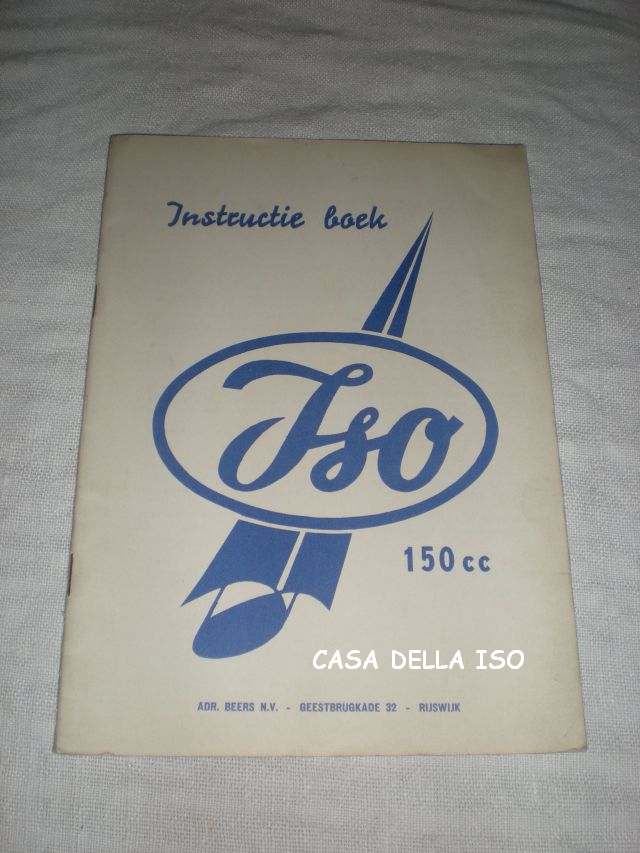 Instructie boek
Iso
150 cc
CASA DELLA ISO
ADR. BEERS N.V. - GEESTBRUGKADE 32 - RIJSWIJK